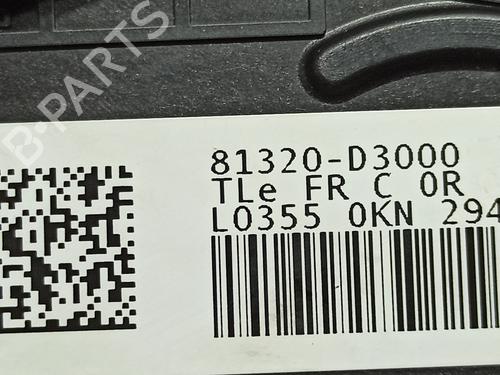 B-PARTS
81320-D3000
TLe FR C 0R
L0355 0KN 294